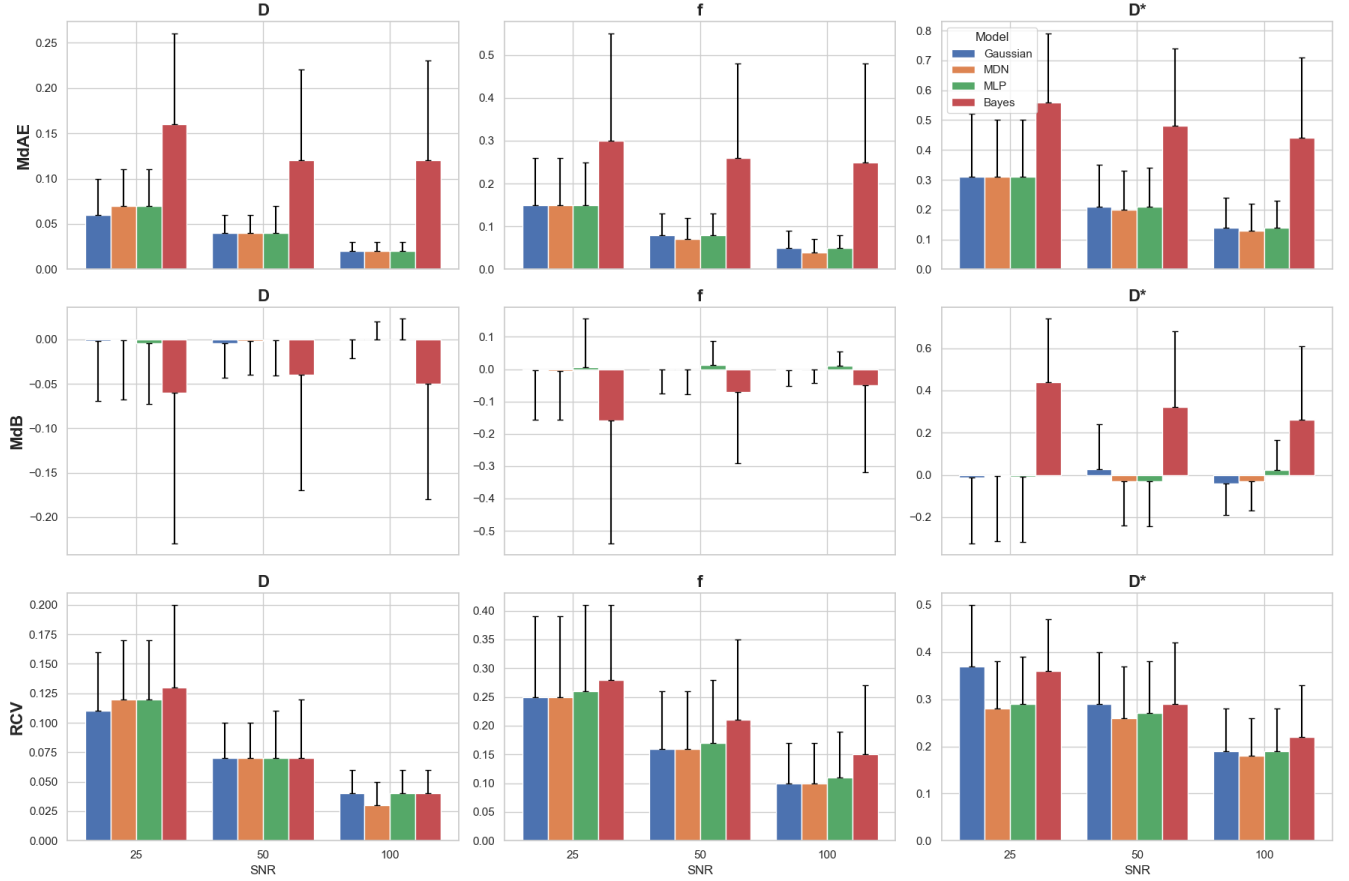 D
f
D*
MdAE
0.25
0.20
0.15
0.10
0.05
0.00
0.5
0.4
0.3
0.2
0.1
0.0
0.8
0.7
0.6
0.5
0.4
0.3
0.2
0.1
0.0
Model
Gaussian
MDN
MLP
Bayes
D
f
D*
MdB
0.00
−0.05
−0.10
−0.15
−0.20
0.1
0.0
−0.1
−0.2
−0.3
−0.4
−0.5
0.6
0.4
0.2
0.0
−0.2
D
f
D*
RCV
0.200
0.175
0.150
0.125
0.100
0.075
0.050
0.025
0.000
0.40
0.35
0.30
0.25
0.20
0.15
0.10
0.05
0.00
0.5
0.4
0.3
0.2
0.1
0.0
25 50 100
SNR
25 50 100
SNR
25 50 100
SNR